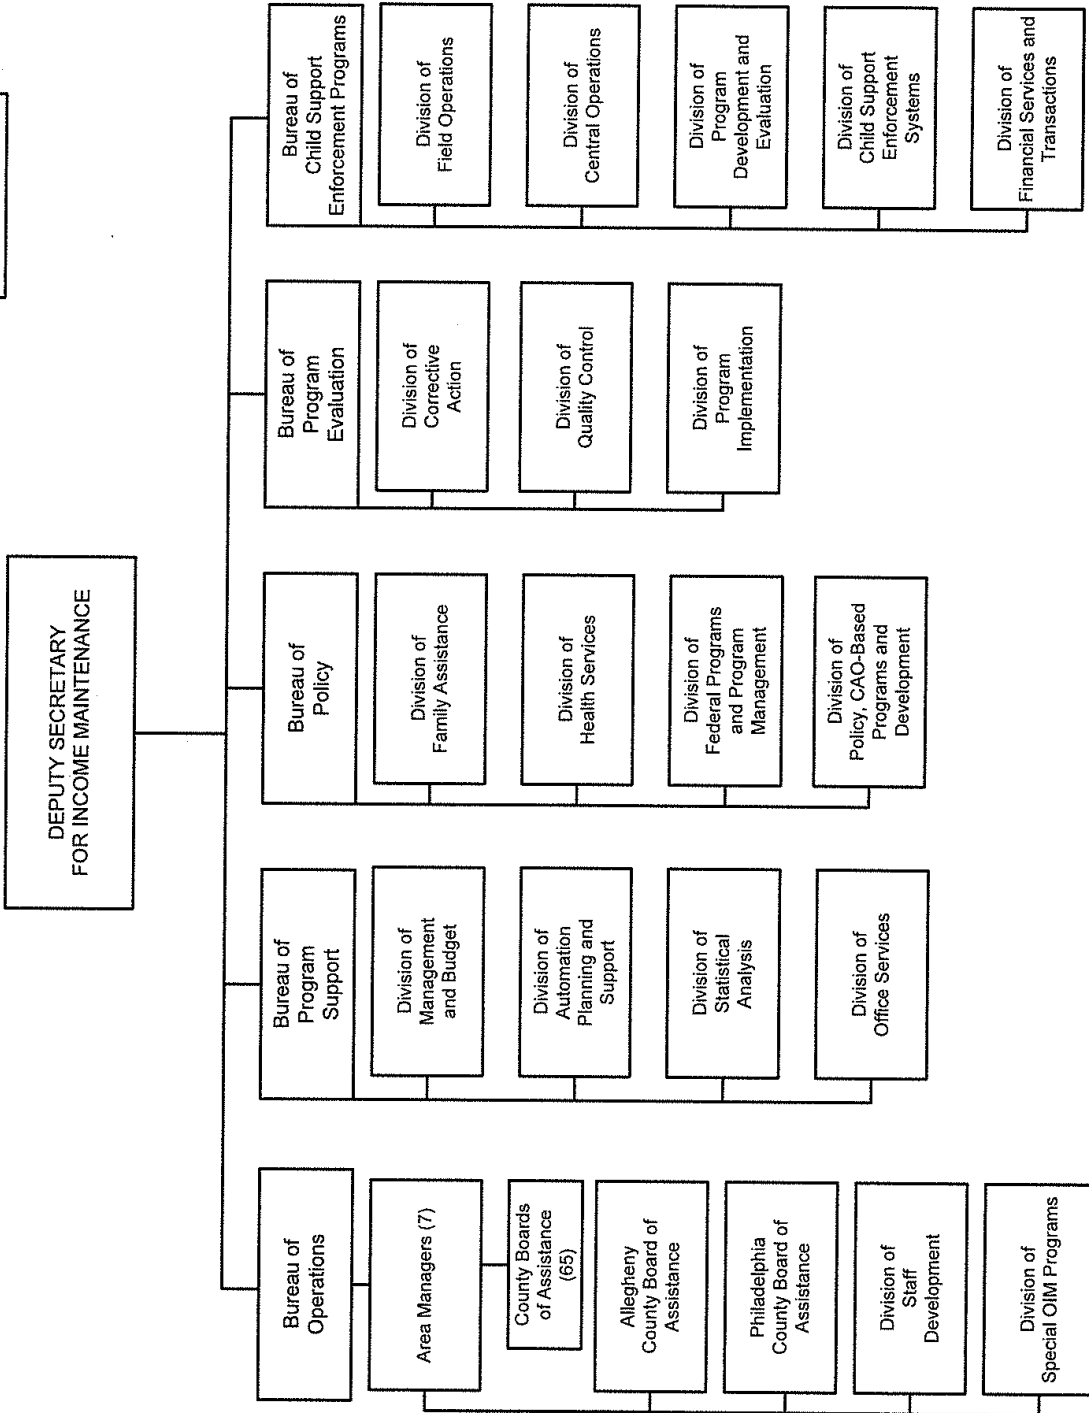 DEPUTY SECRETARY
FOR INCOME MAINTENANCE
Bureau of
Operations
Area Managers (7)
County Boards
of Assistance
(65)
Allegheny
County Board of
Assistance
Philadelphia
County Board of
Assistance
Division of
Staff
Development
Division of
Special OIM Programs
Bureau of
Program
Support
Division of
Management
and Budget
Division of
Automation
Planning and
Support
Division of
Statistical
Analysis
Division of
Office Services
Bureau of
Policy
Division of
Family Assistance
Division of
Health Services
Division of
Federal Programs
and Program
Management
Division of
Policy, CAO-Based
Programs and
Development
Bureau of
Program
Evaluation
Division of
Corrective
Action
Division of
Quality Control
Division of
Program
Implementation
Bureau of
Child Support
Enforcement Programs
Division of
Field Operations
Division of
Central Operations
Division of
Program
Development and
Evaluation
Division of
Child Support
Enforcement
Systems
Division of
Financial Services and
Transactions